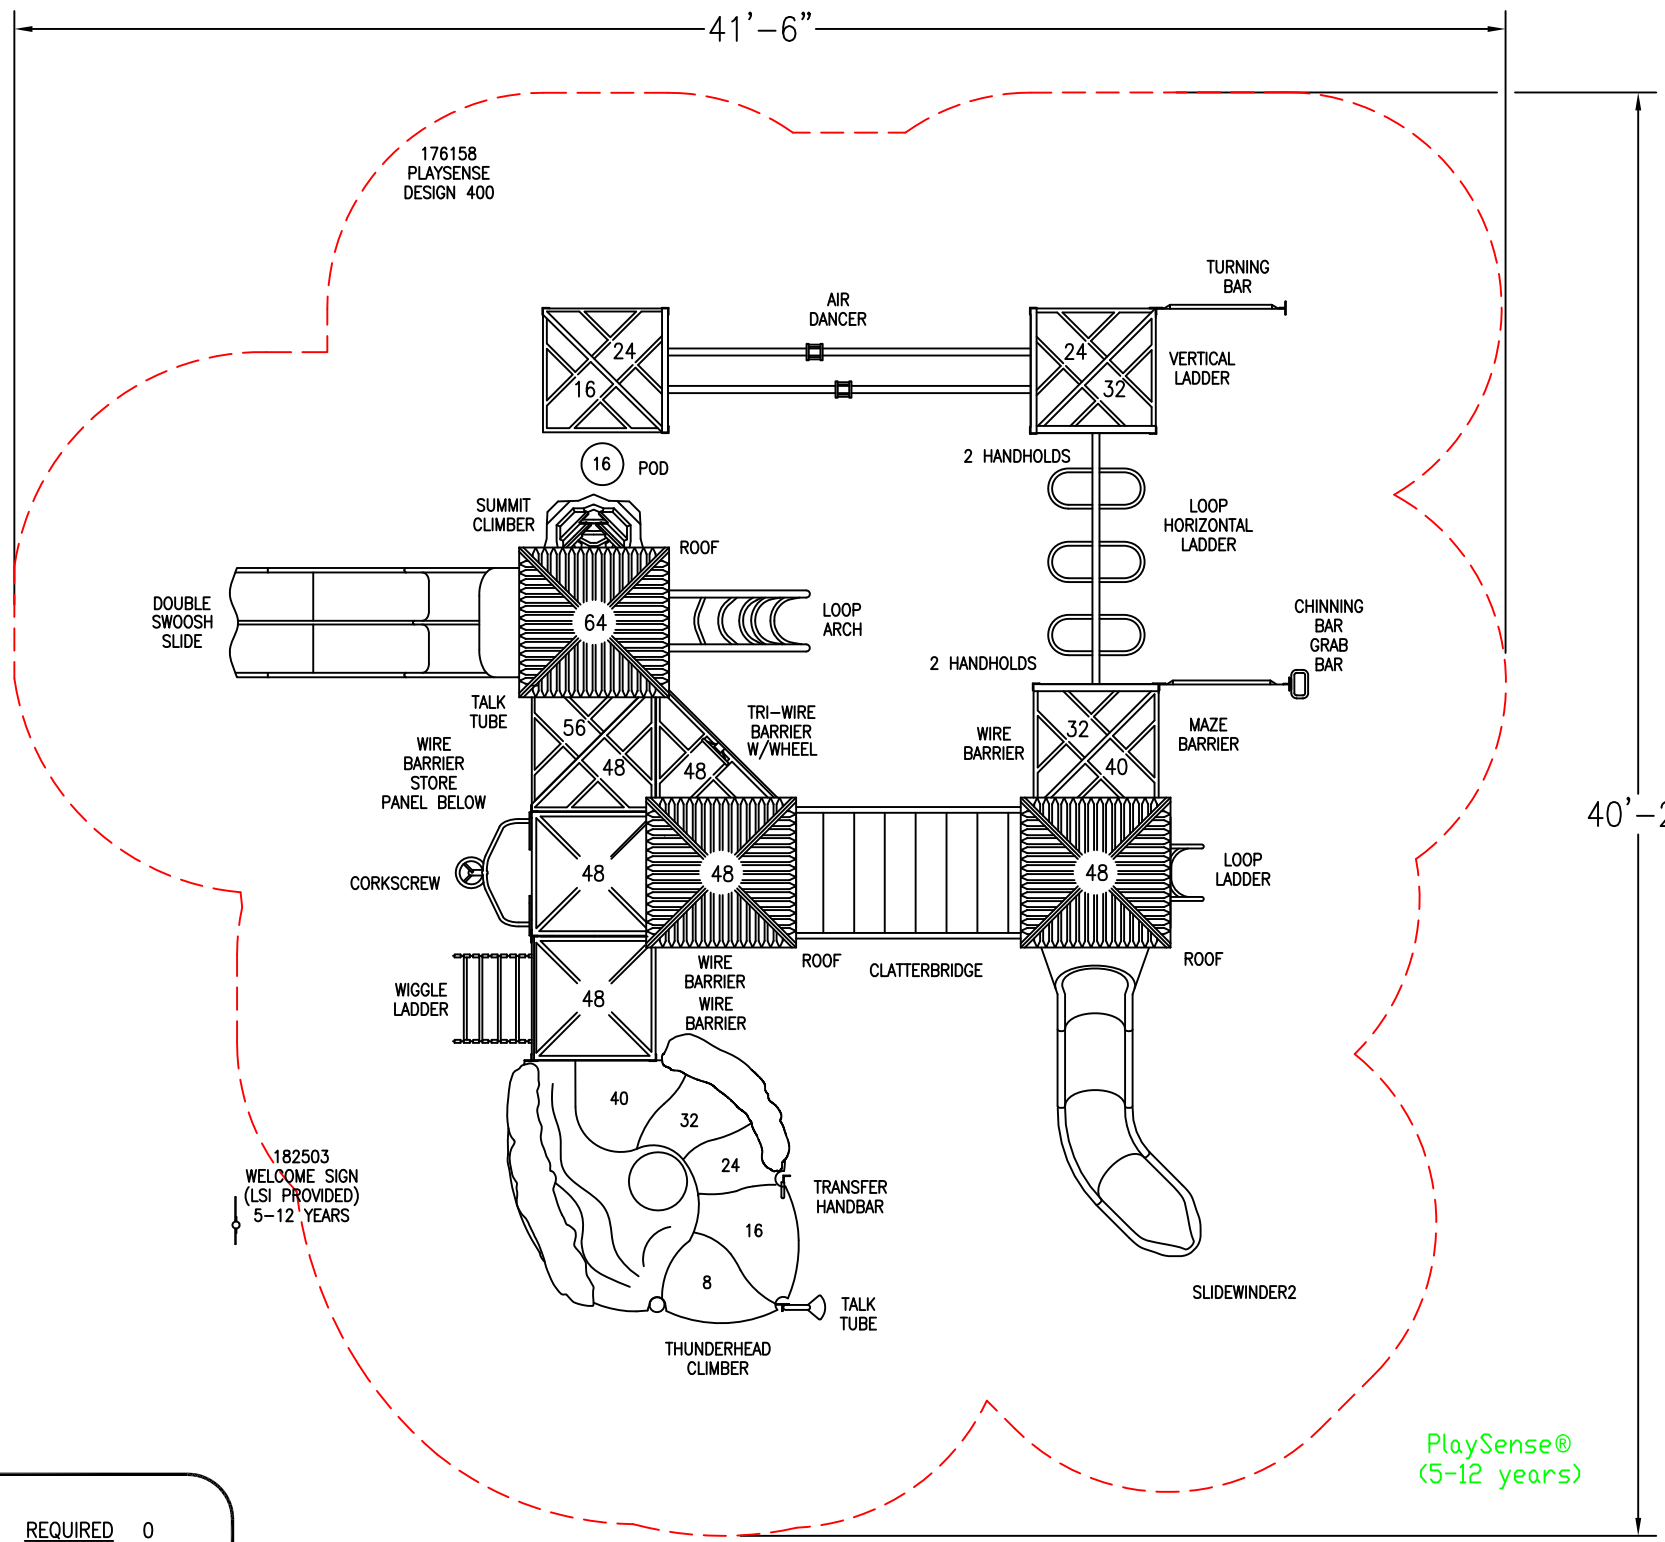 41'-6"
176158
PLAYSENSE
DESIGN 400
TURNING
BAR
AIR
DANCER
24
16
24
32
VERTICAL
LADDER
16
POD
2 HANDHOLDS
SUMMIT
CLIMBER
LOOP
HORIZONTAL
LADDER
ROOF
DOUBLE
SWOOSH
SLIDE
64
LOOP
ARCH
CHINNING
BAR
GRAB
BAR
2 HANDHOLDS
TALK
TUBE
56
48
48
TRI-WIRE
BARRIER
W/WHEEL
WIRE
BARRIER
32
40
MAZE
BARRIER
WIRE
BARRIER
STORE
PANEL BELOW
40'-2
CORKSCREW
48
48
48
LOOP
LADDER
WIRE
BARRIER
ROOF
CLATTERBRIDGE
ROOF
WIGGLE
LADDER
48
WIRE
BARRIER
40
32
24
16
8
182503
WELCOME SIGN
(LSI PROVIDED)
5-12 YEARS
TRANSFER
HANDBAR
TALK
TUBE
SLIDEWINDER2
THUNDERHEAD
CLIMBER
PlaySense®
(5-12 years)
REQUIRED 0